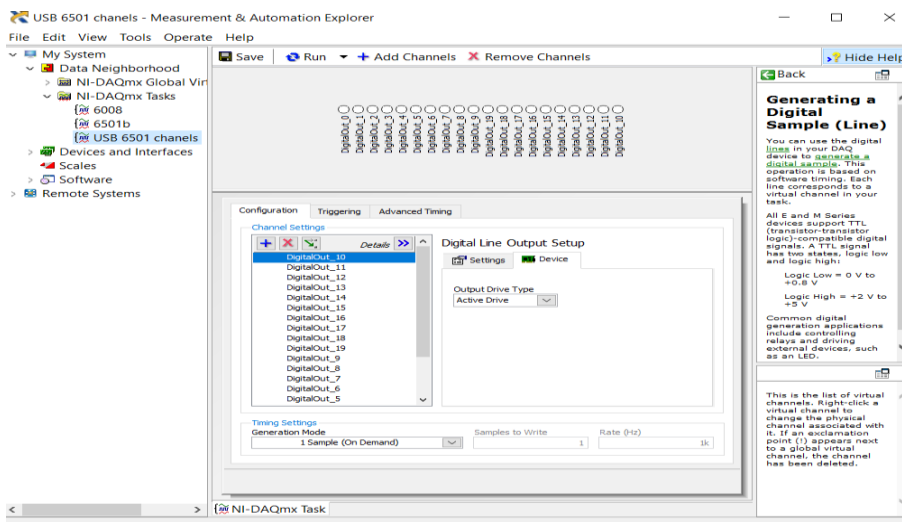 USB 6501 chanels - Measurement & Automation Explorer
File Edit View Tools Operate Help
My System
Data Neighborhood
NI-DAQmx Global Virt
NI-DAQmx Tasks
6008
6501b
USB 6501 chanels
Devices and Interfaces
Scales
Software
Remote Systems
Save Run Add Channels Remove Channels
Hide Help
DigitalOut_0
DigitalOut_1
DigitalOut_2
DigitalOut_3
DigitalOut_4
DigitalOut_5
DigitalOut_6
DigitalOut_7
DigitalOut_8
DigitalOut_9
DigitalOut_19
DigitalOut_18
DigitalOut_17
DigitalOut_16
DigitalOut_15
DigitalOut_14
DigitalOut_13
DigitalOut_12
DigitalOut_11
DigitalOut_10
Configuration Triggering Advanced Timing
Channel Settings
Details
DigitalOut_10
DigitalOut_11
DigitalOut_12
DigitalOut_13
DigitalOut_14
DigitalOut_15
DigitalOut_16
DigitalOut_17
DigitalOut_18
DigitalOut_19
DigitalOut_9
DigitalOut_8
DigitalOut_7
DigitalOut_6
DigitalOut_5
Digital Line Output Setup
Settings Device
Output Drive Type
Active Drive
Timing Settings
Generation Mode Samples to Write Rate (Hz)
1 Sample (On Demand) 1 1k
NI-DAQmx Task
Back
Generating a
Digital
Sample (Line)
You can use the digital
lines in your DAQ
device to generate a
digital sample. This
operation is based on
software timing. Each
line corresponds to a
virtual channel in your
task.
All E and M Series
devices support TTL
(transistor-transistor
logic)-compatible digital
signals. A TTL signal
has two states, logic low
and logic high:
Logic Low = 0 V to
+0.8 V
Logic High = +2 V to
+5 V
Common digital
generation applications
include controlling
relays and driving
external devices, such
as an LED.
This is the list of virtual
channels. Right-click a
virtual channel to
change the physical
channel associated with
it. If an exclamation
point (!) appears next
to a global virtual
channel, the channel
has been deleted.